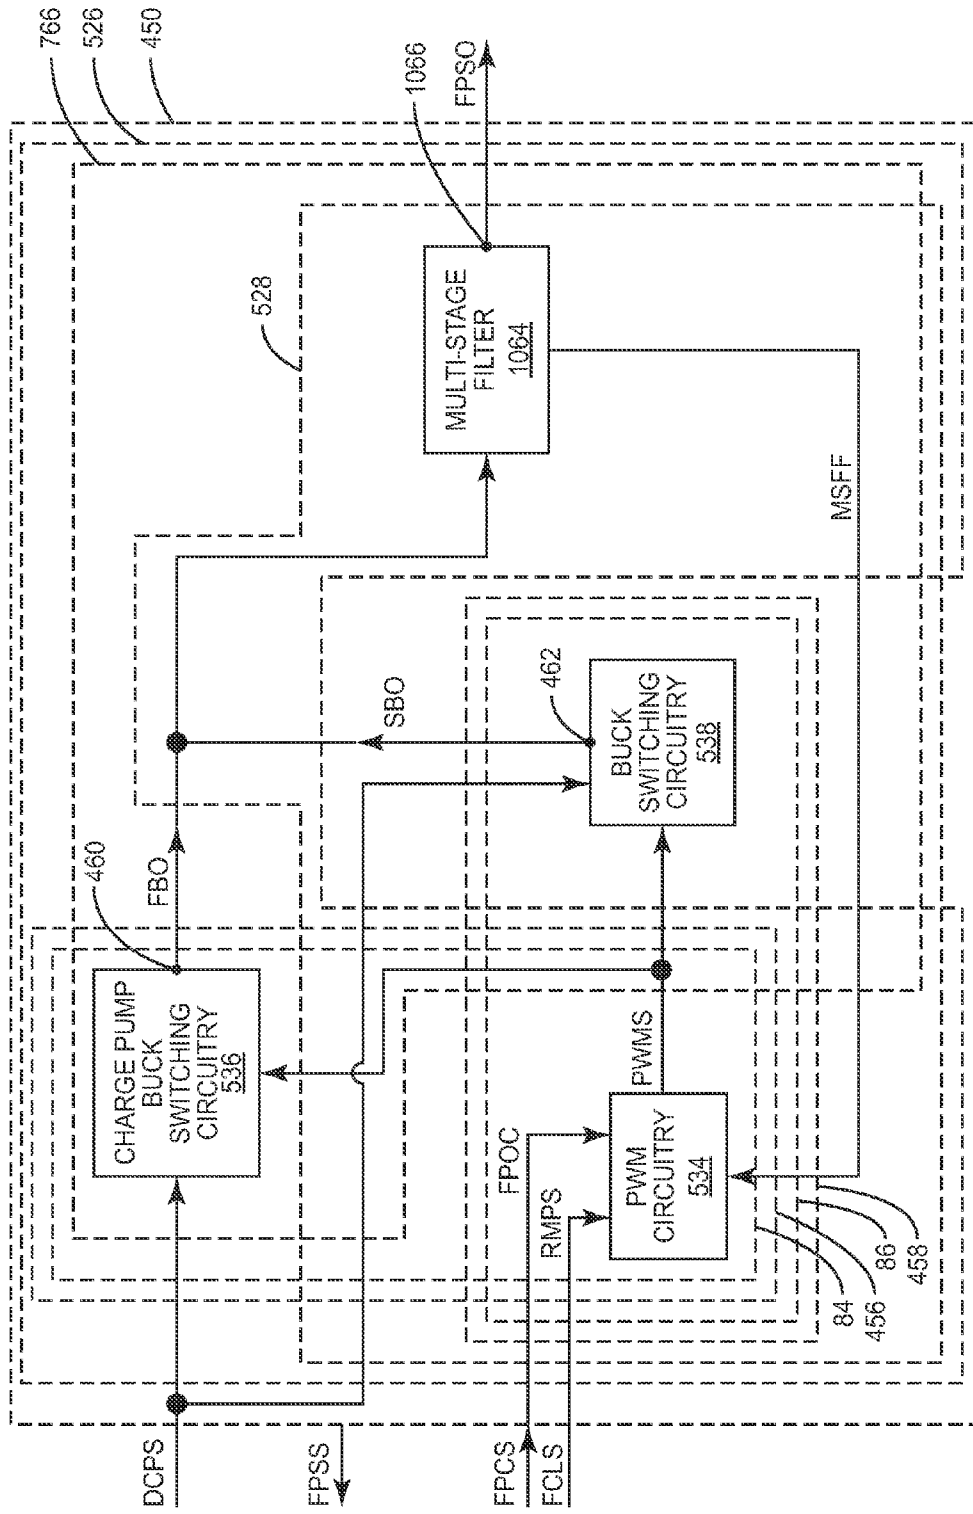 766
526
450
1066
FPSO
528
MULTI-STAGE
FILTER
1064
MSFF
SBO
462
BUCK
SWITCHING
CIRCUITRY
538
460
FBO
CHARGE PUMP
BUCK
SWITCHING
CIRCUITRY
536
PWMS
FPOC
RMPS
PWM
CIRCUITRY
534
84
456
86
458
DCPS
FPSS
FPCS
FCLS